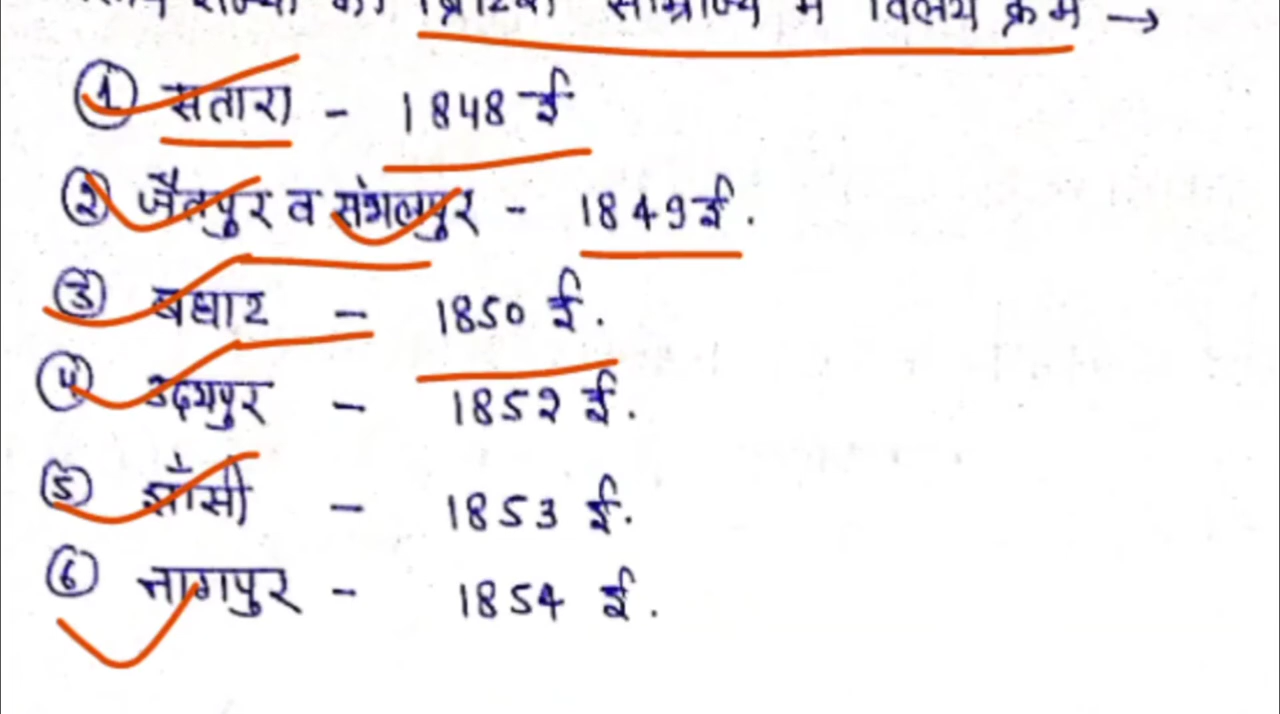 राज्यों का ब्रिटिश साम्राज्य में विलय क्रम →
① सतारा - 1848 ई
② जैतपुर व संभलपुर - 1849 ई.
③ बघाट - 1850 ई.
④ उदयपुर - 1852 ई.
⑤ झाँसी - 1853 ई.
⑥ नागपुर - 1854 ई.